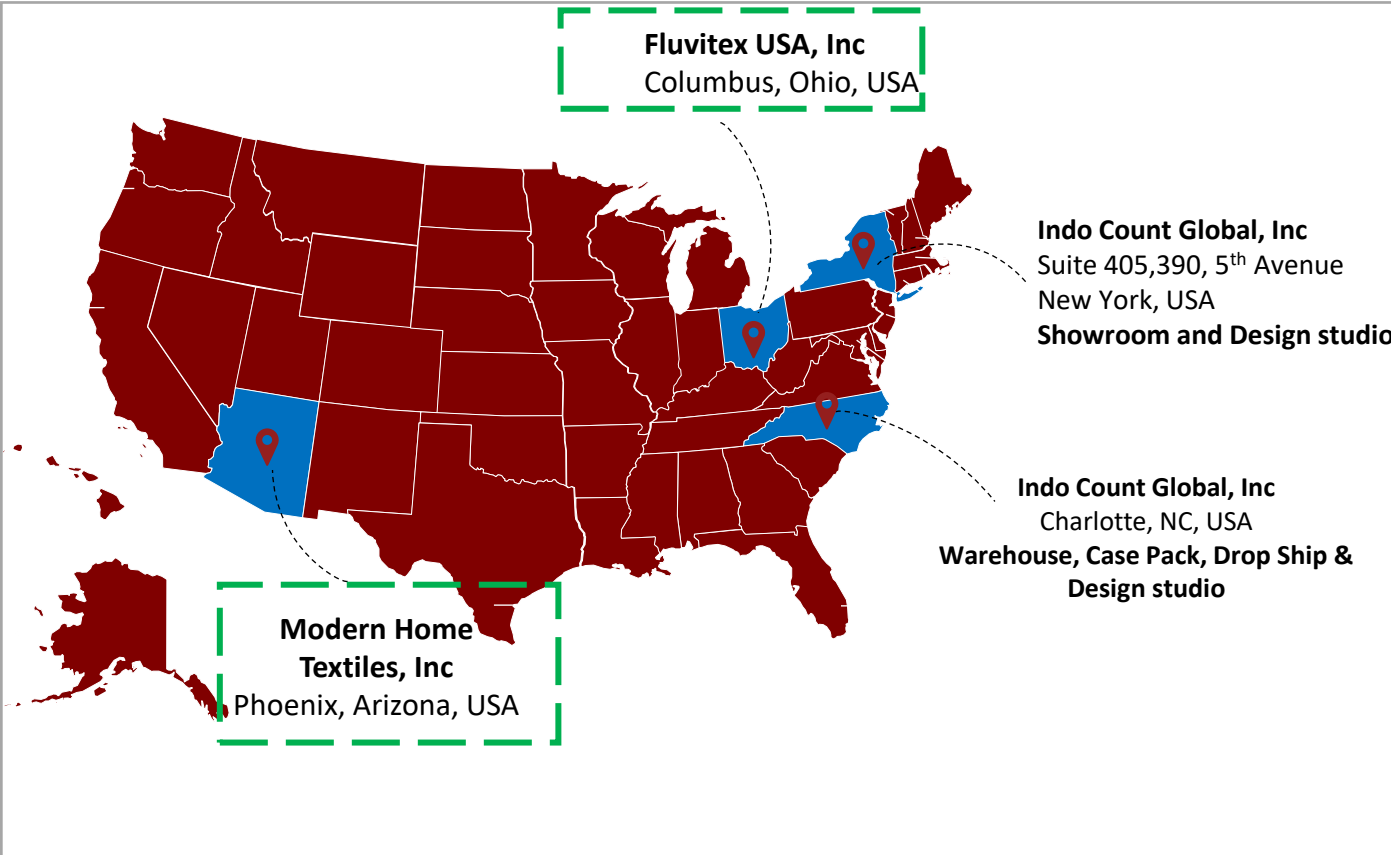 Fluvitex USA, Inc
Columbus, Ohio, USA
Indo Count Global, Inc
Suite 405,390, 5th Avenue
New York, USA
Showroom and Design studio
Indo Count Global, Inc
Charlotte, NC, USA
Warehouse, Case Pack, Drop Ship &
Design studio
Modern Home
Textiles, Inc
Phoenix, Arizona, USA